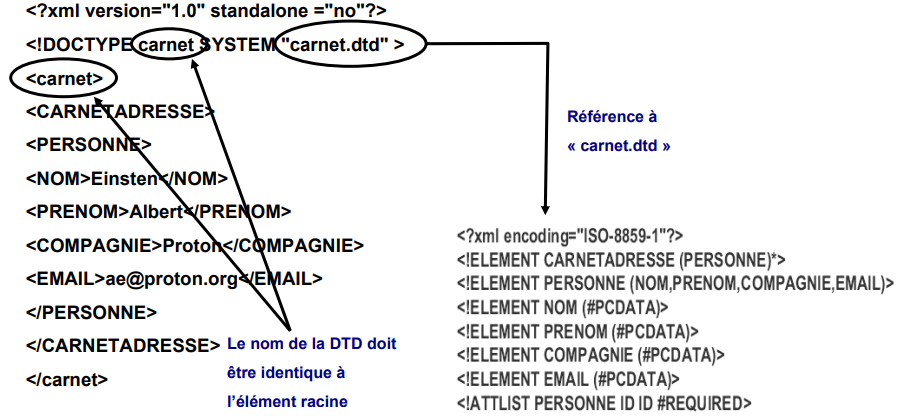 <?xml version="1.0" standalone ="no"?>
<!DOCTYPE carnet SYSTEM "carnet.dtd" >
<carnet>
<CARNETADRESSE>
<PERSONNE>
<NOM>Einsten</NOM>
<PRENOM>Albert</PRENOM>
<COMPAGNIE>Proton</COMPAGNIE>
<EMAIL>ae@proton.org</EMAIL>
</PERSONNE>
</CARNETADRESSE>
</carnet>
Le nom de la DTD doit
être identique à
l'élément racine
Référence à
« carnet.dtd »
<?xml encoding="ISO-8859-1"?>
<!ELEMENT CARNETADRESSE (PERSONNE)*>
<!ELEMENT PERSONNE (NOM,PRENOM,COMPAGNIE,EMAIL)>
<!ELEMENT NOM (#PCDATA)>
<!ELEMENT PRENOM (#PCDATA)>
<!ELEMENT COMPAGNIE (#PCDATA)>
<!ELEMENT EMAIL (#PCDATA)>
<!ATTLIST PERSONNE ID ID #REQUIRED>